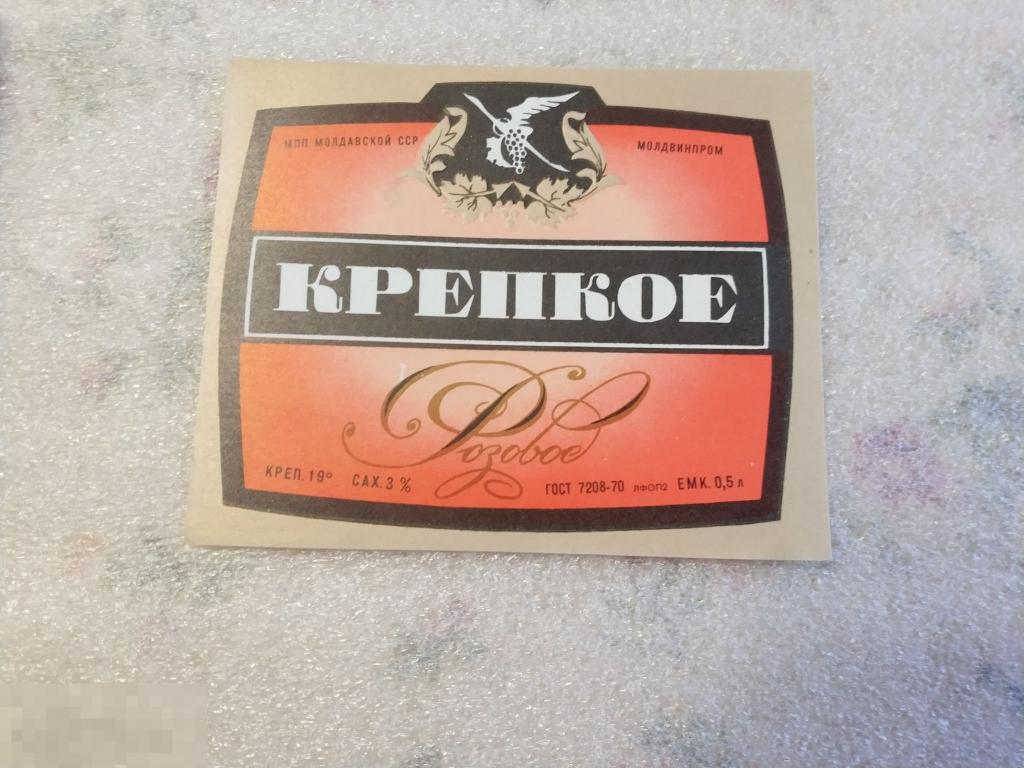 МПП МОЛДАВСКОЙ ССР
МОЛДВИНПРОМ
КРЕПКОЕ
Розовое
КРЕП. 19° САХ. 3%
ГОСТ 7208-70 ЛФОП2 ЕМК. 0,5 л